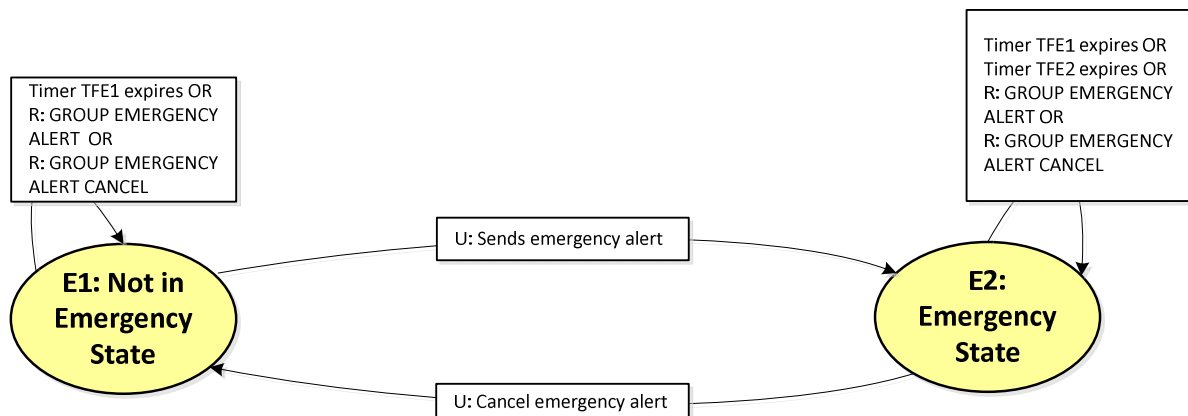 Timer TFE1 expires OR
R: GROUP EMERGENCY
ALERT OR
R: GROUP EMERGENCY
ALERT CANCEL
Timer TFE1 expires OR
Timer TFE2 expires OR
R: GROUP EMERGENCY
ALERT OR
R: GROUP EMERGENCY
ALERT CANCEL
U: Sends emergency alert
E1: Not in
Emergency
State
E2:
Emergency
State
U: Cancel emergency alert